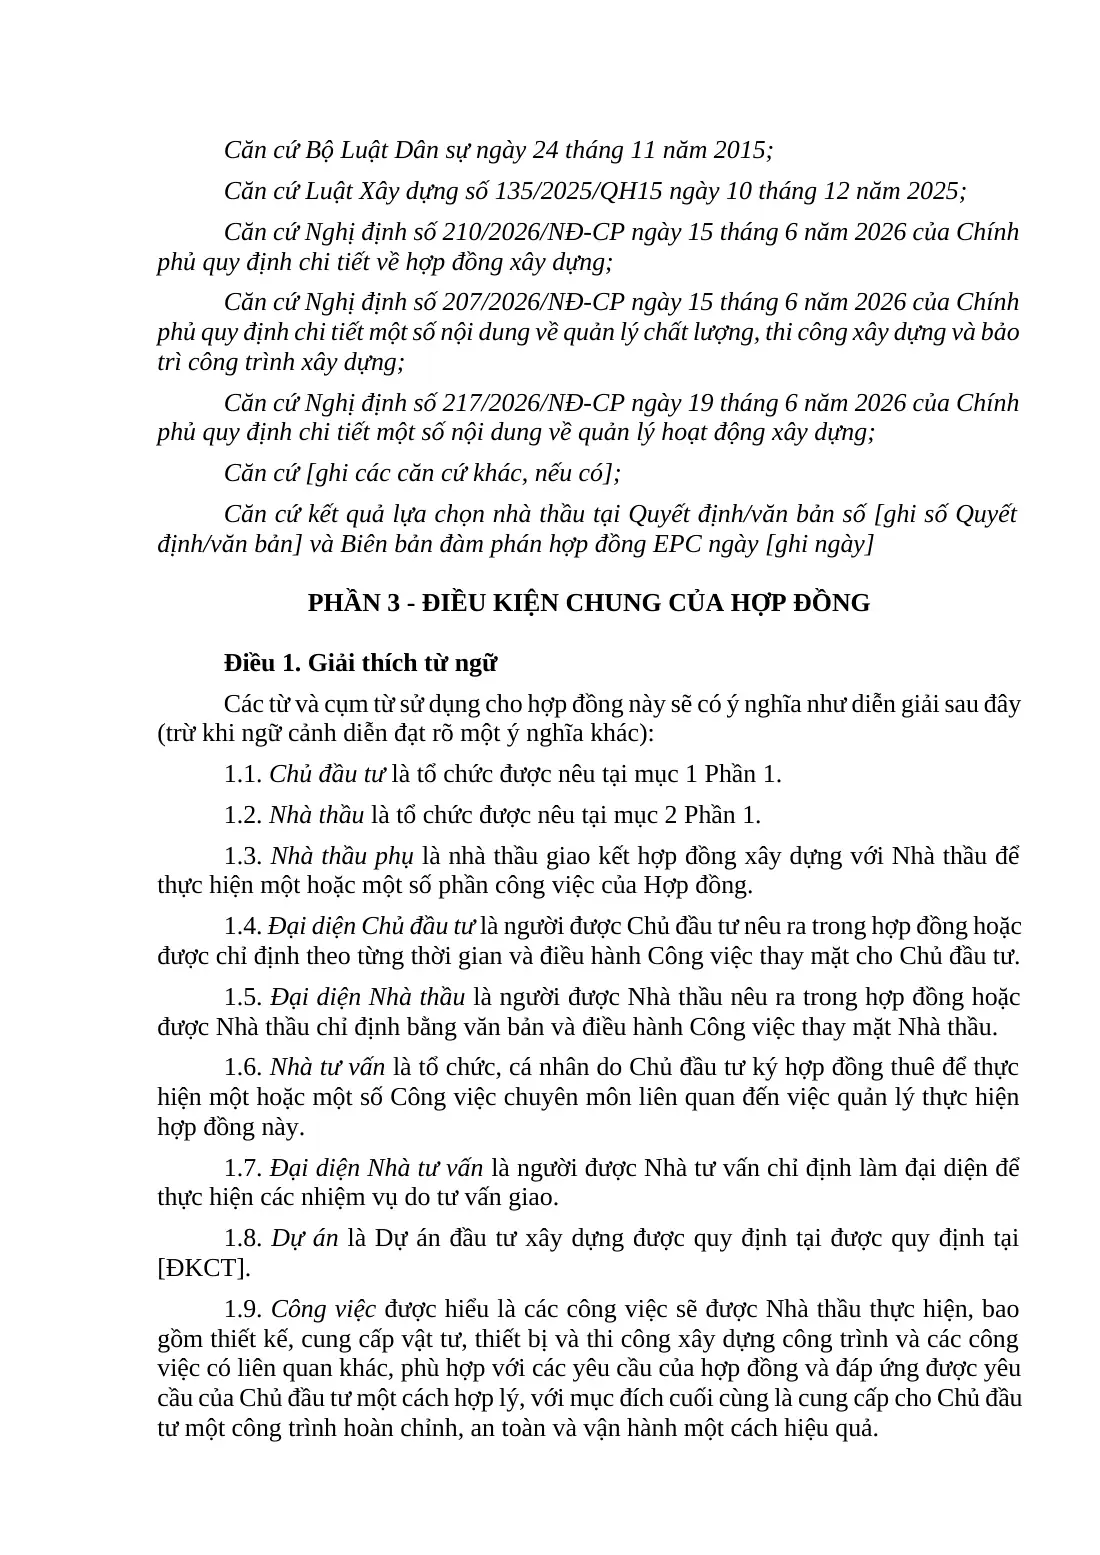 Căn cứ Bộ Luật Dân sự ngày 24 tháng 11 năm 2015;
Căn cứ Luật Xây dựng số 135/2025/QH15 ngày 10 tháng 12 năm 2025;
Căn cứ Nghị định số 210/2026/NĐ-CP ngày 15 tháng 6 năm 2026 của Chính
phủ quy định chi tiết về hợp đồng xây dựng;
Căn cứ Nghị định số 207/2026/NĐ-CP ngày 15 tháng 6 năm 2026 của Chính
phủ quy định chi tiết một số nội dung về quản lý chất lượng, thi công xây dựng và bảo
trì công trình xây dựng;
Căn cứ Nghị định số 217/2026/NĐ-CP ngày 19 tháng 6 năm 2026 của Chính
phủ quy định chi tiết một số nội dung về quản lý hoạt động xây dựng;
Căn cứ [ghi các căn cứ khác, nếu có];
Căn cứ kết quả lựa chọn nhà thầu tại Quyết định/văn bản số [ghi số Quyết
định/văn bản] và Biên bản đàm phán hợp đồng EPC ngày [ghi ngày]
PHẦN 3 - ĐIỀU KIỆN CHUNG CỦA HỢP ĐỒNG
Điều 1. Giải thích từ ngữ
Các từ và cụm từ sử dụng cho hợp đồng này sẽ có ý nghĩa như diễn giải sau đây
(trừ khi ngữ cảnh diễn đạt rõ một ý nghĩa khác):
1.1. Chủ đầu tư là tổ chức được nêu tại mục 1 Phần 1.
1.2. Nhà thầu là tổ chức được nêu tại mục 2 Phần 1.
1.3. Nhà thầu phụ là nhà thầu giao kết hợp đồng xây dựng với Nhà thầu để
thực hiện một hoặc một số phần công việc của Hợp đồng.
1.4. Đại diện Chủ đầu tư là người được Chủ đầu tư nêu ra trong hợp đồng hoặc
được chỉ định theo từng thời gian và điều hành Công việc thay mặt cho Chủ đầu tư.
1.5. Đại diện Nhà thầu là người được Nhà thầu nêu ra trong hợp đồng hoặc
được Nhà thầu chỉ định bằng văn bản và điều hành Công việc thay mặt Nhà thầu.
1.6. Nhà tư vấn là tổ chức, cá nhân do Chủ đầu tư ký hợp đồng thuê để thực
hiện một hoặc một số Công việc chuyên môn liên quan đến việc quản lý thực hiện
hợp đồng này.
1.7. Đại diện Nhà tư vấn là người được Nhà tư vấn chỉ định làm đại diện để
thực hiện các nhiệm vụ do tư vấn giao.
1.8. Dự án là Dự án đầu tư xây dựng được quy định tại được quy định tại
[ĐKCT].
1.9. Công việc được hiểu là các công việc sẽ được Nhà thầu thực hiện, bao
gồm thiết kế, cung cấp vật tư, thiết bị và thi công xây dựng công trình và các công
việc có liên quan khác, phù hợp với các yêu cầu của hợp đồng và đáp ứng được yêu
cầu của Chủ đầu tư một cách hợp lý, với mục đích cuối cùng là cung cấp cho Chủ đầu
tư một công trình hoàn chỉnh, an toàn và vận hành một cách hiệu quả.